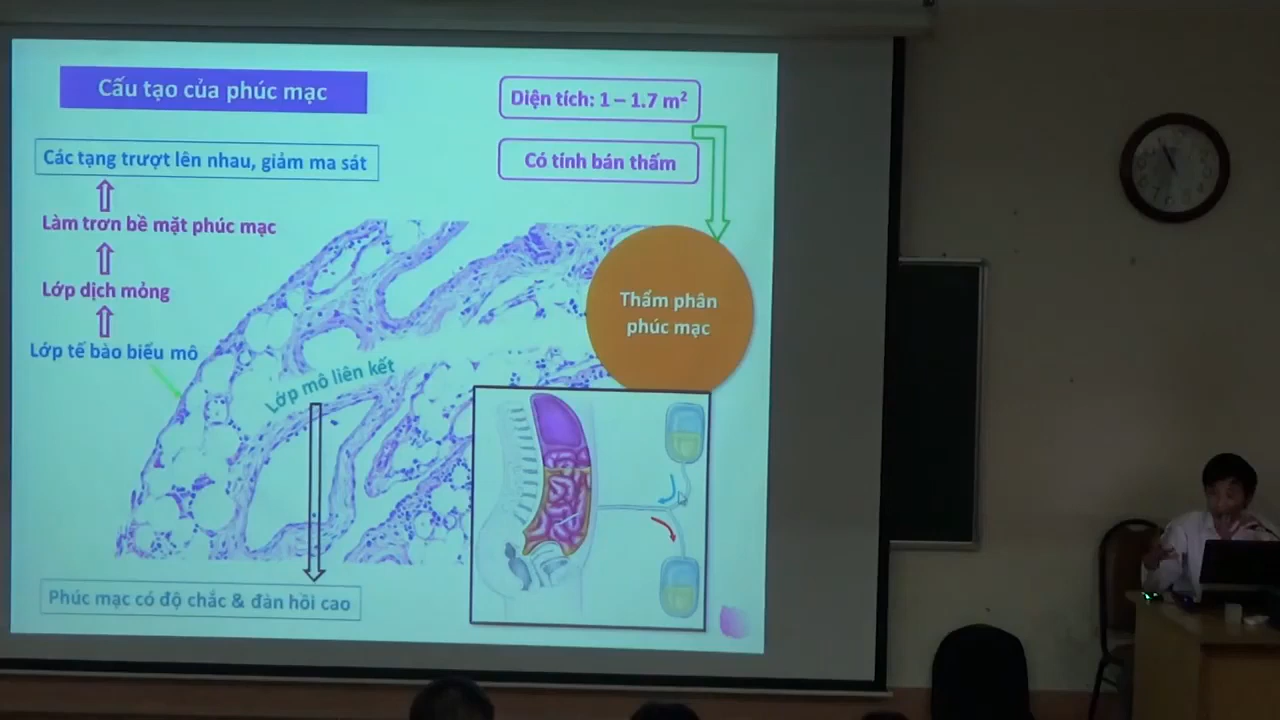 Cấu tạo của phúc mạc
Diện tích: 1 – 1.7 m²
Các tạng trượt lên nhau, giảm ma sát
Có tính bán thấm
Làm trơn bề mặt phúc mạc
Lớp dịch mỏng
Thẩm phân
phúc mạc
Lớp tế bào biểu mô
Lớp mô liên kết
Phúc mạc có độ chắc & đàn hồi cao